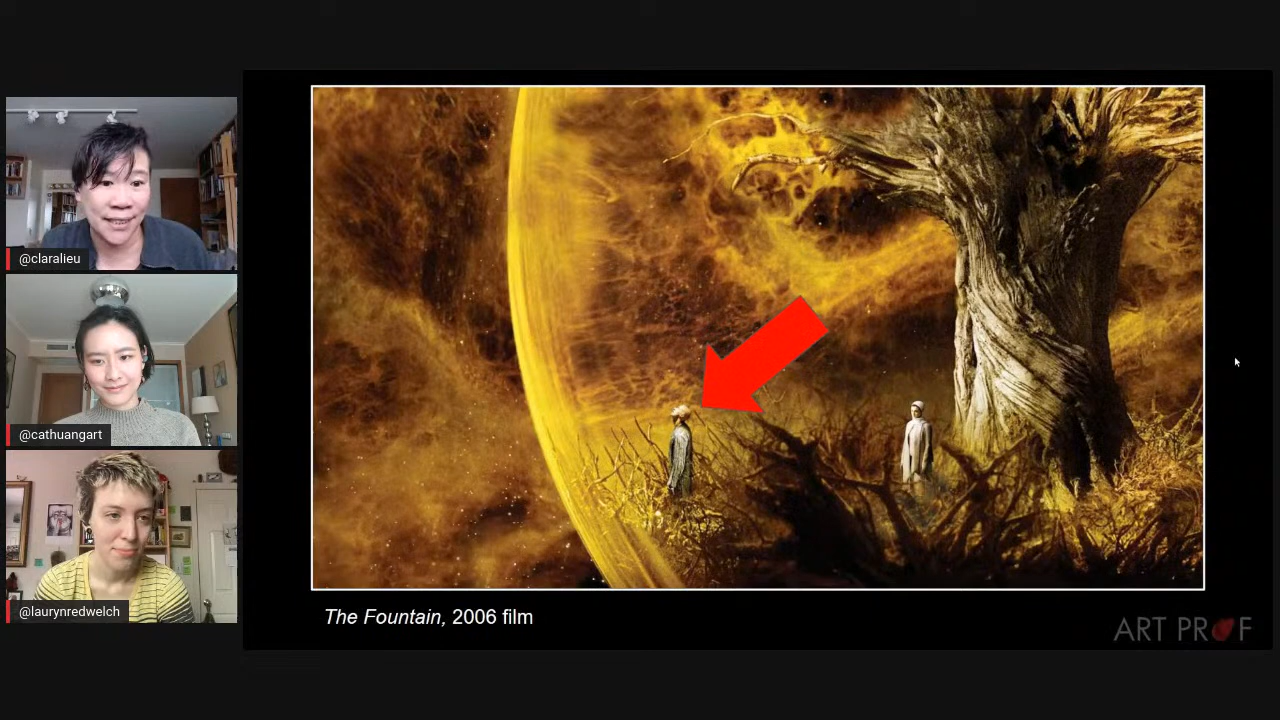 @claralieu
@cathuangart
@laurynredwelch
The Fountain, 2006 film
ART PROF